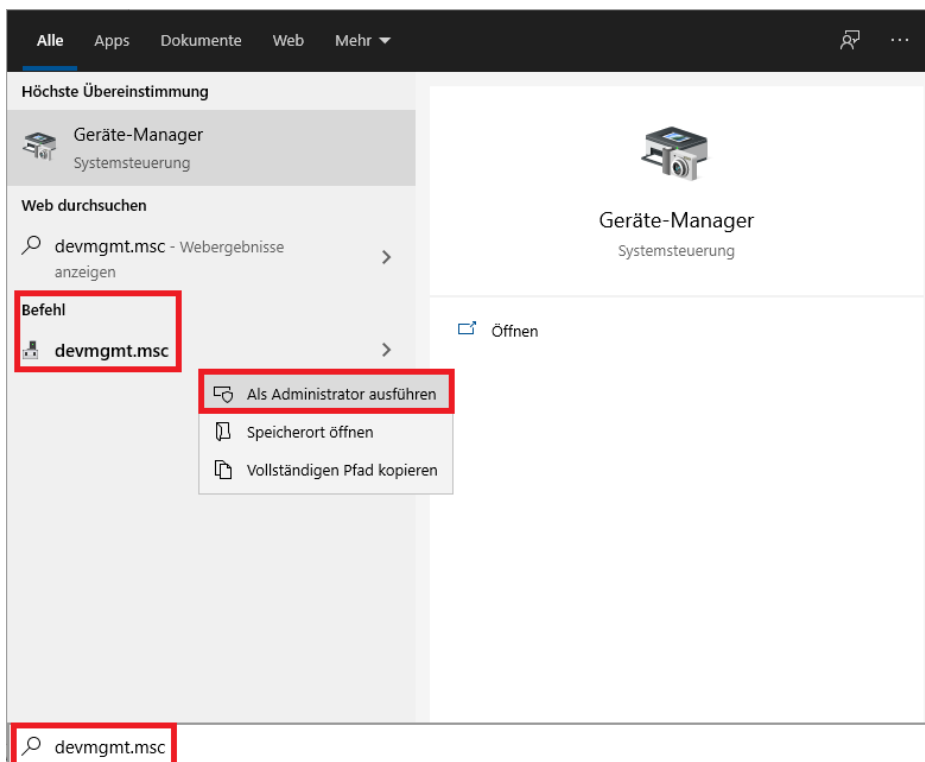 Alle Apps Dokumente Web Mehr
Höchste Übereinstimmung
Geräte-Manager
Systemsteuerung
Web durchsuchen
devmgmt.msc - Webergebnisse
anzeigen
Befehl
devmgmt.msc
Als Administrator ausführen
Speicherort öffnen
Vollständigen Pfad kopieren
Geräte-Manager
Systemsteuerung
Öffnen
devmgmt.msc